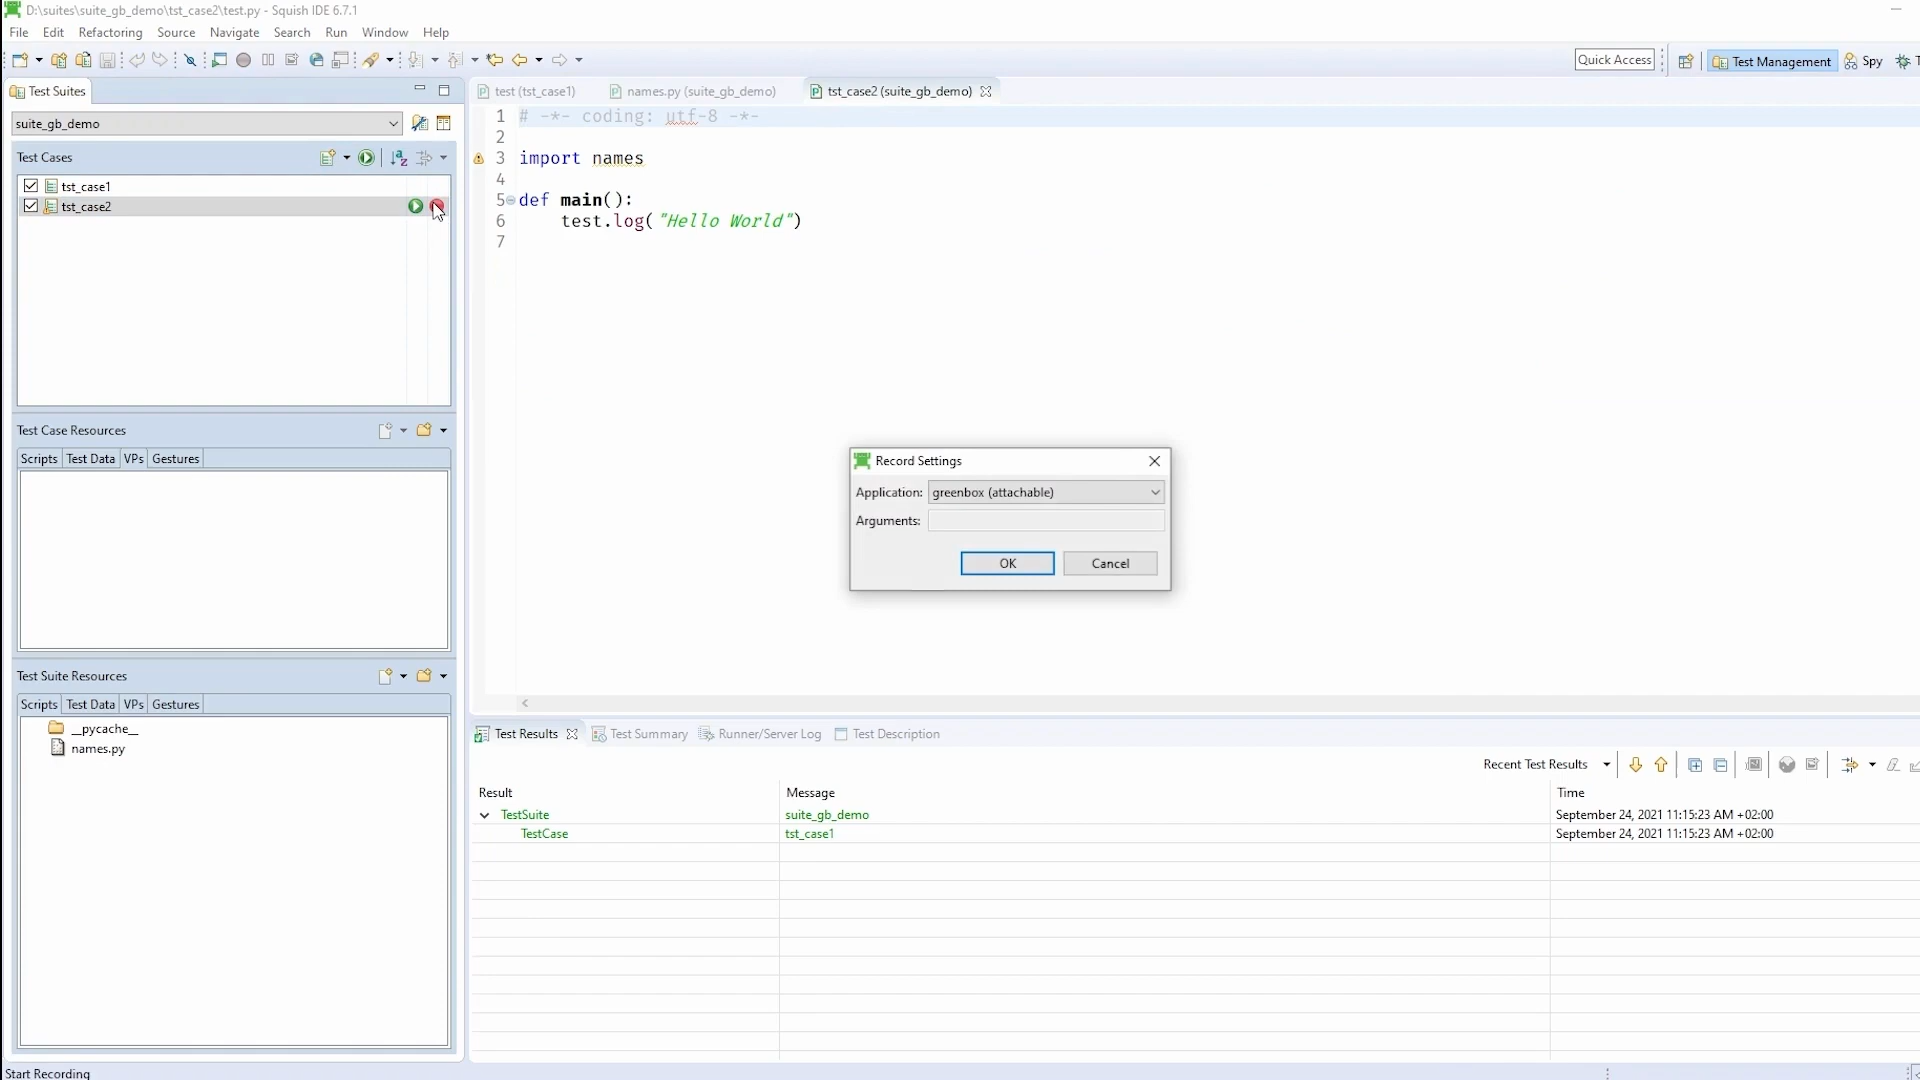 D:\suites\suite_gb_demo\tst_case2\test.py - Squish IDE 6.7.1
File Edit Refactoring Source Navigate Search Run Window Help
Quick Access Test Management Spy T
Test Suites
suite_gb_demo
Test Cases
tst_case1
tst_case2
Test Case Resources
Scripts Test Data VPs Gestures
Test Suite Resources
Scripts Test Data VPs Gestures
__pycache__
names.py
test (tst_case1) names.py (suite_gb_demo) tst_case2 (suite_gb_demo)
1 # -*- coding: utf-8 -*-
2
3 import names
4
5 def main():
6 test.log("Hello World")
7
Record Settings
Application: greenbox (attachable)
Arguments:
OK Cancel
Test Results Test Summary Runner/Server Log Test Description
Recent Test Results
Result Message Time
TestSuite suite_gb_demo September 24, 2021 11:15:23 AM +02:00
TestCase tst_case1 September 24, 2021 11:15:23 AM +02:00
Start Recording